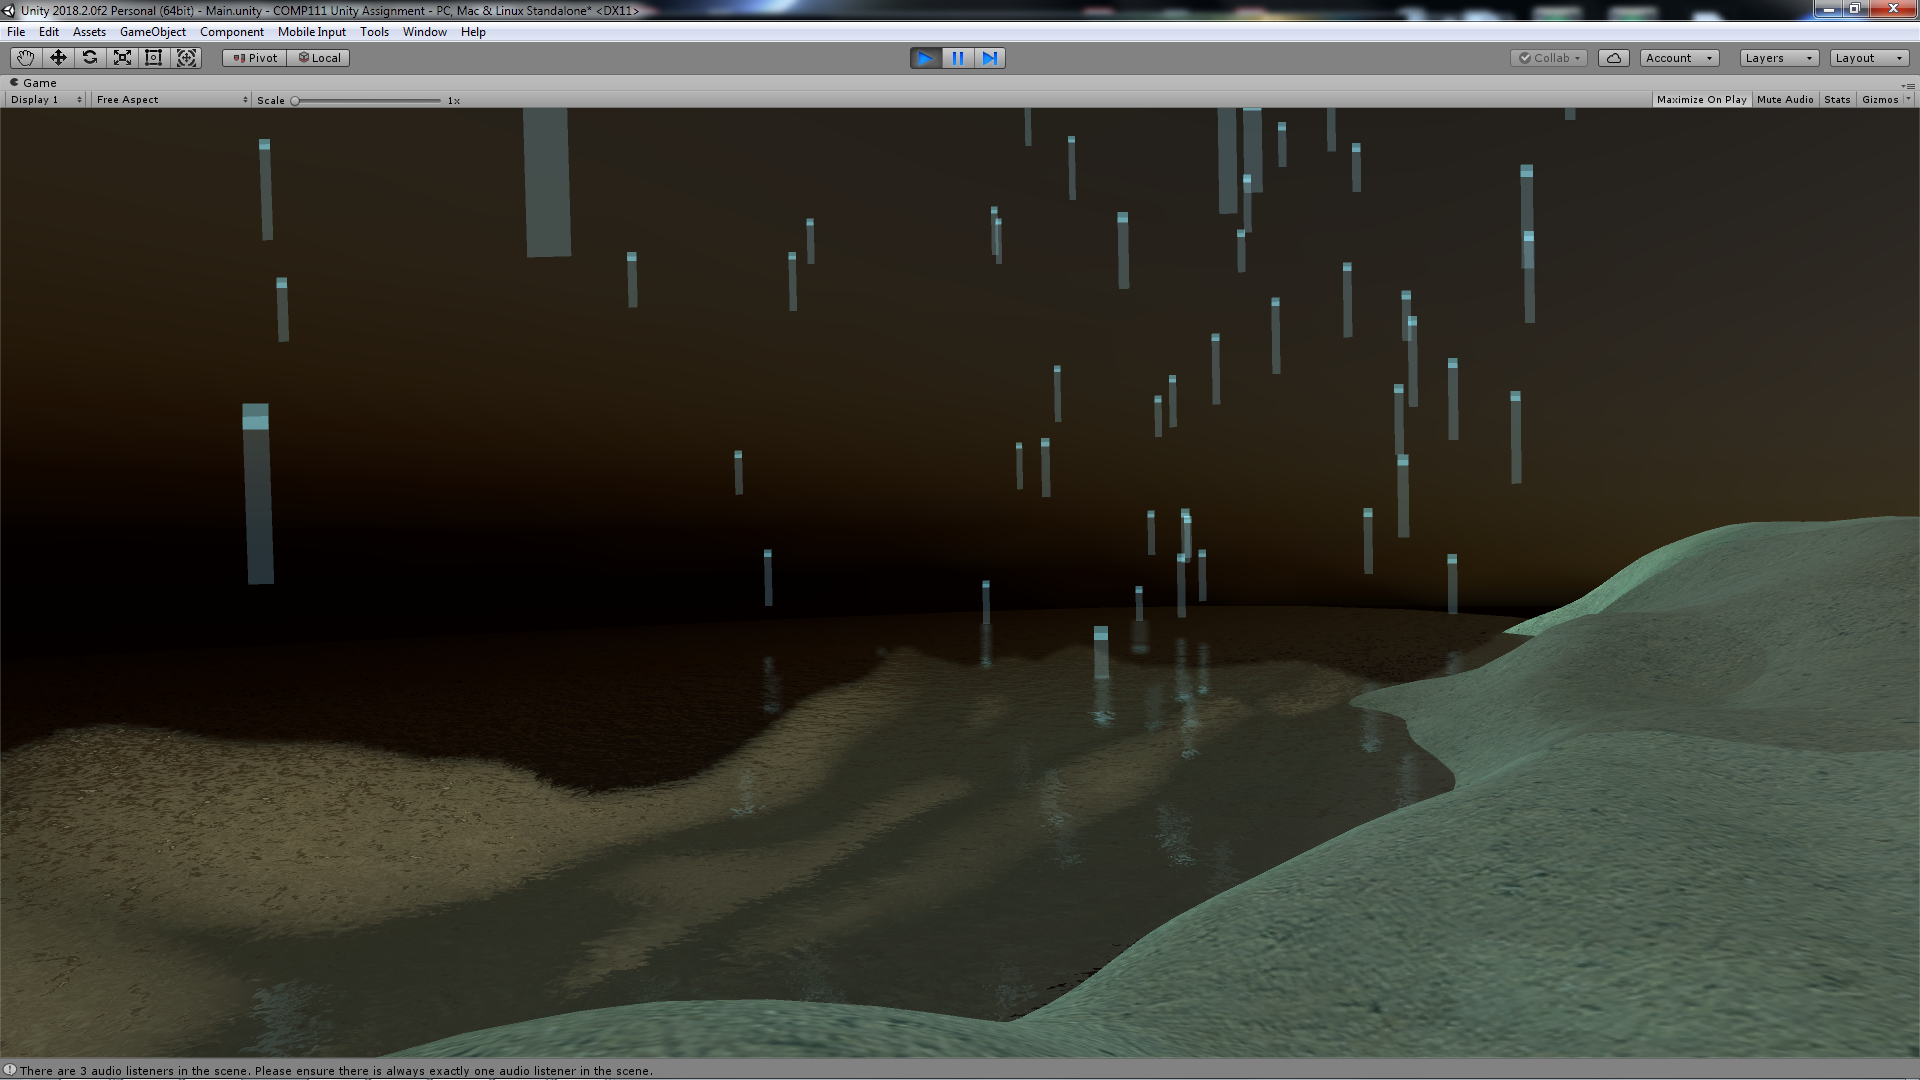 Unity 2018.2.0f2 Personal (64bit) - Main.unity - COMP111 Unity Assignment - PC, Mac & Linux Standalone* <DX11>
File Edit Assets GameObject Component Mobile Input Tools Window Help
Pivot Local Collab Account Layers Layout
Game
Display 1 Free Aspect Scale 1x Maximize On Play Mute Audio Stats Gizmos
There are 3 audio listeners in the scene. Please ensure there is always exactly one audio listener in the scene.